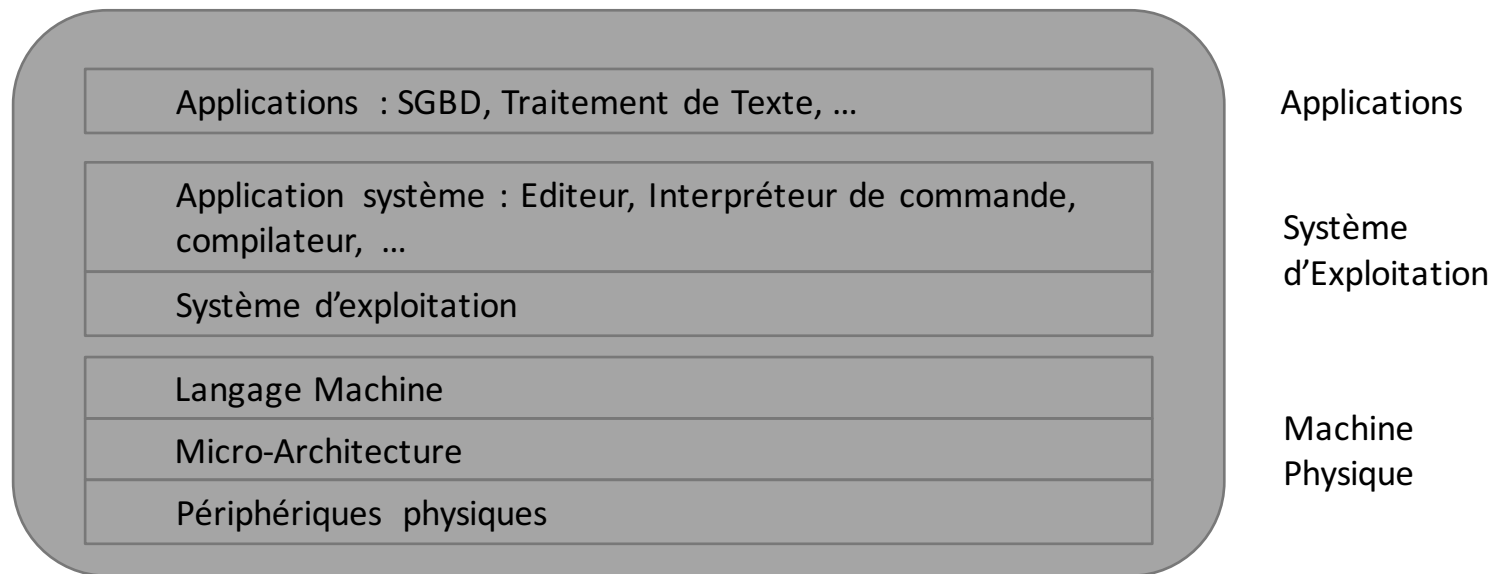 Applications : SGBD, Traitement de Texte, ...
Applications
Application système : Editeur, Interpréteur de commande,
compilateur, ...
Système
d’Exploitation
Système d’exploitation
Langage Machine
Micro-Architecture
Machine
Physique
Périphériques physiques